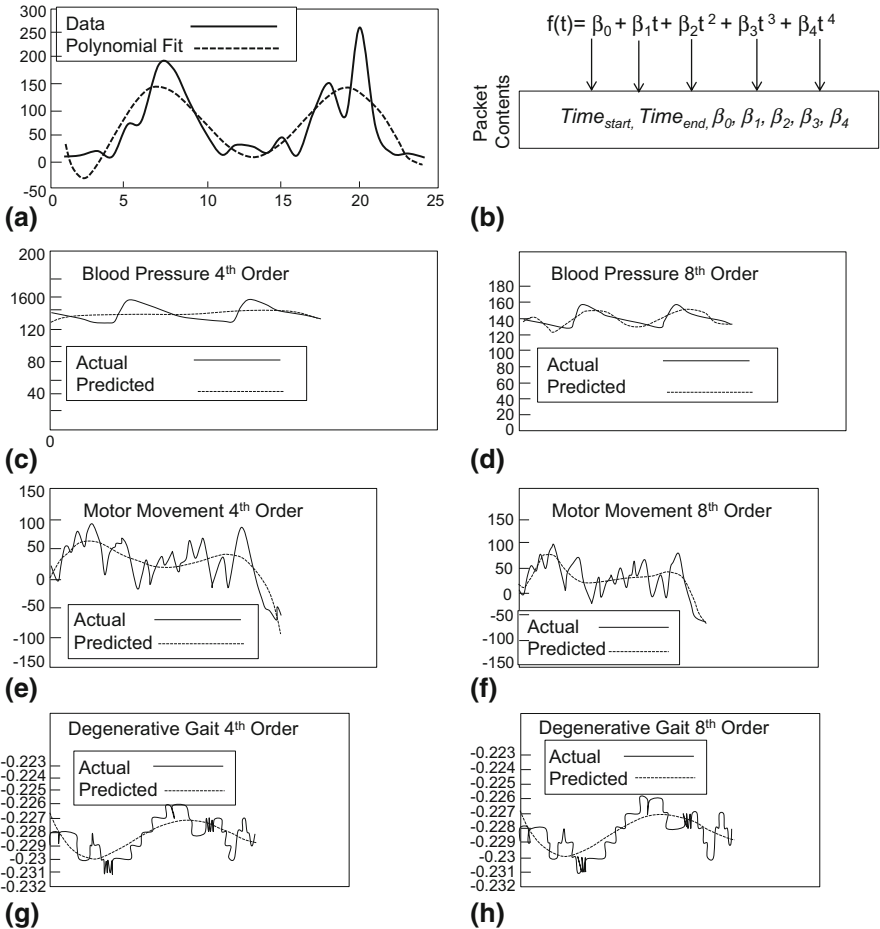 300
250
200
150
100
50
0
-50
Data
Polynomial Fit
0
5
10
15
20
25
(a)
f(t)= β0 + β1t + β2t 2 + β3t 3 + β4t 4
Packet
Contents
Timestart, Timeend, β0, β1, β2, β3, β4
(b)
200
1600
120
80
40
0
Blood Pressure 4th Order
Actual
Predicted
(c)
180
160
140
120
100
80
60
40
20
0
Blood Pressure 8th Order
Actual
Predicted
(d)
150
100
50
0
-50
-100
-150
Motor Movement 4th Order
Actual
Predicted
(e)
150
100
50
0
-50
-100
-150
Motor Movement 8th Order
Actual
Predicted
(f)
Degenerative Gait 4th Order
-0.223
-0.224
-0.225
-0.226
-0.227
-0.228
-0.229
-0.23
-0.231
-0.232
Actual
Predicted
(g)
Degenerative Gait 8th Order
-0.223
-0.224
-0.225
-0.226
-0.227
-0.228
-0.229
-0.23
-0.231
-0.232
Actual
Predicted
(h)